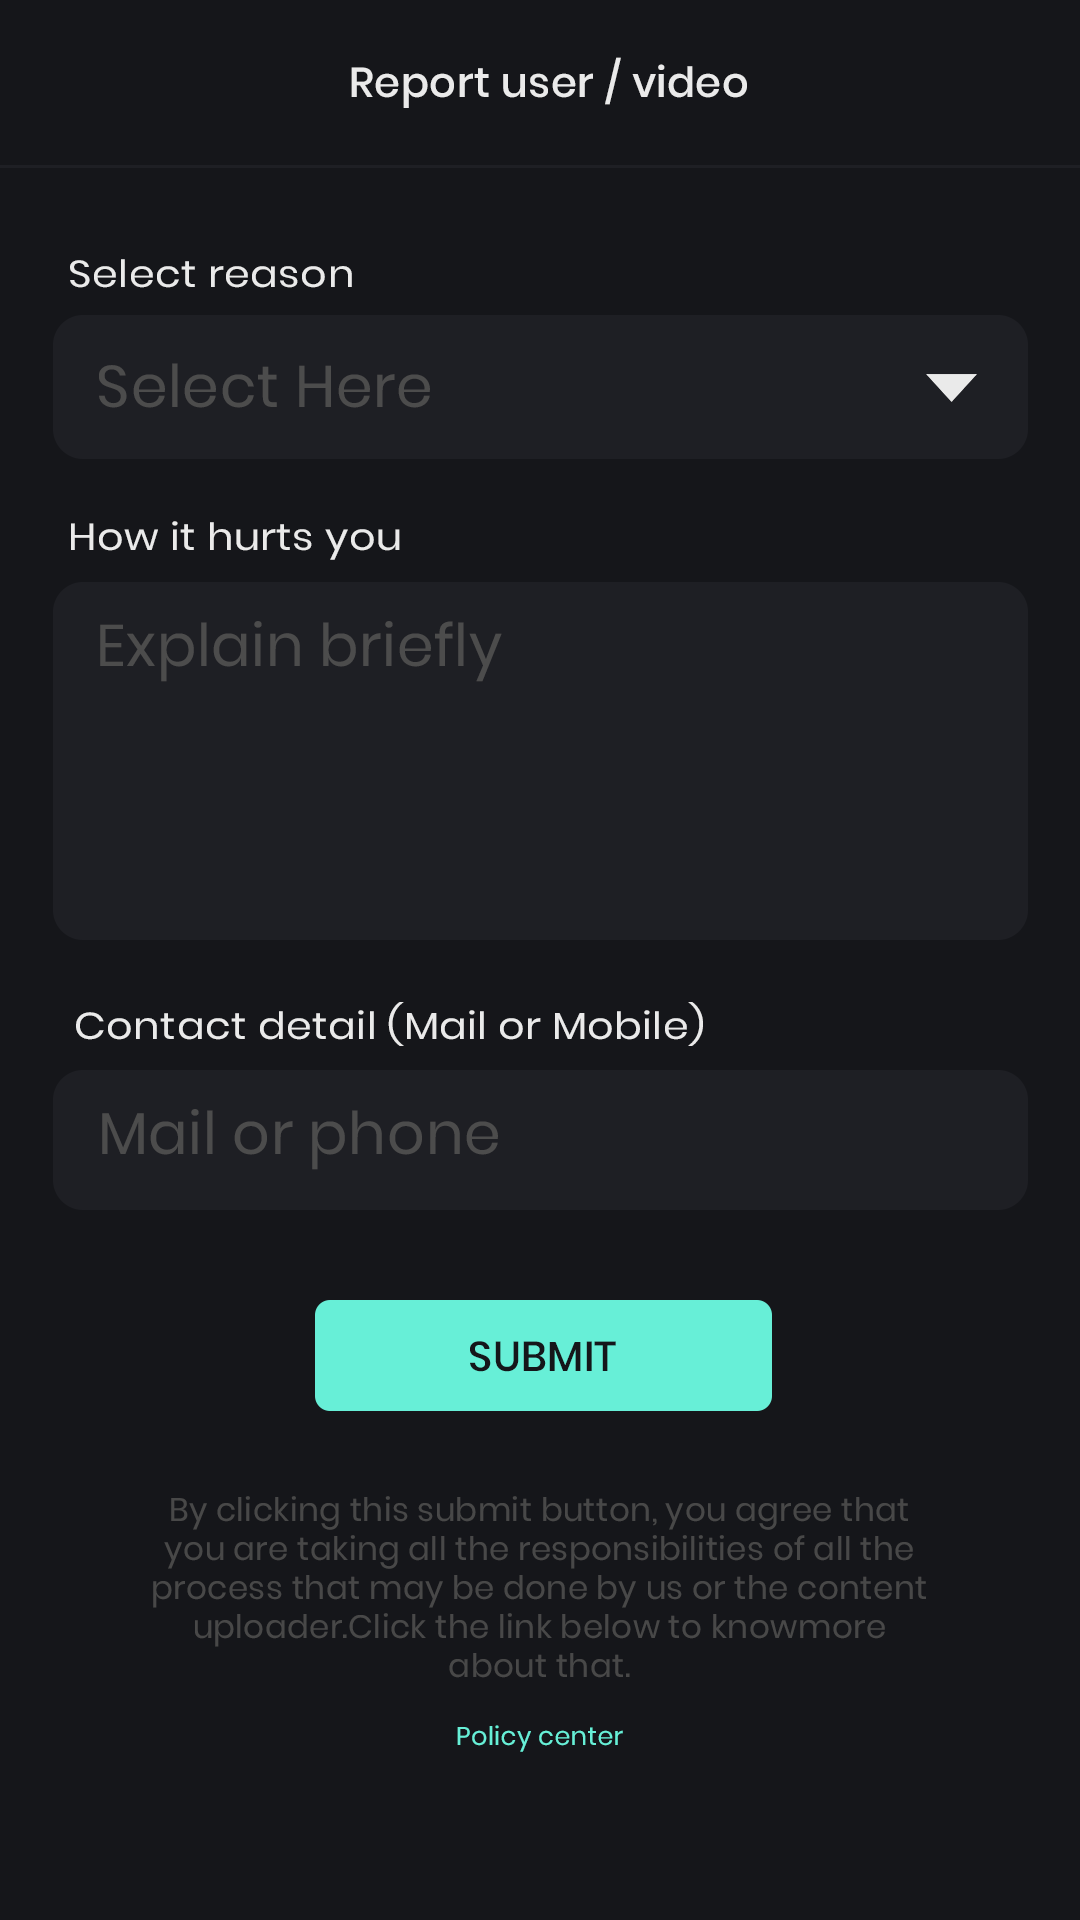 Report user / video
Select reason
Select Here
How it hurts you
Explain briefly
Contact detail (Mail or Mobile)
Mail or phone
SUBMIT
By clicking this submit button, you agree that
you are taking all the responsibilities of all the
process that may be done by us or the content
uploader.Click the link below to knowmore
about that.
Policy center